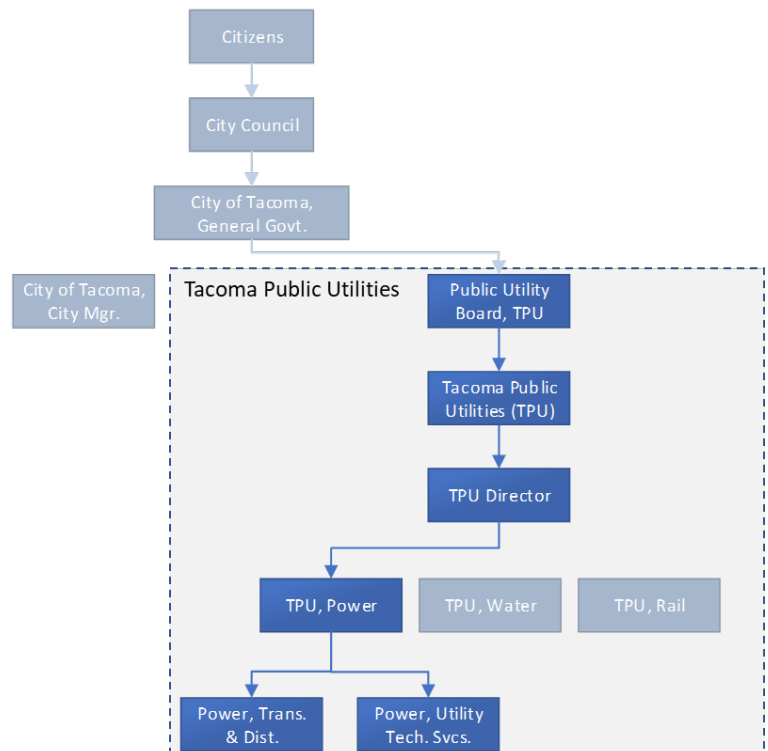 Citizens
City Council
City of Tacoma,
General Govt.
City of Tacoma,
City Mgr.
Tacoma Public Utilities
Public Utility
Board, TPU
Tacoma Public
Utilities (TPU)
TPU Director
TPU, Power
TPU, Water
TPU, Rail
Power, Trans.
& Dist.
Power, Utility
Tech. Svcs.